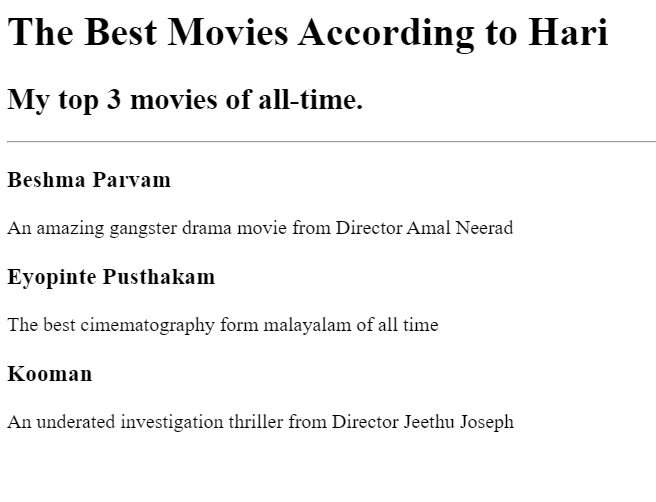 The Best Movies According to Hari
My top 3 movies of all-time.
Beshma Parvam
An amazing gangster drama movie from Director Amal Neerad
Eyopinte Pusthakam
The best cimematography form malayalam of all time
Kooman
An underated investigation thriller from Director Jeethu Joseph